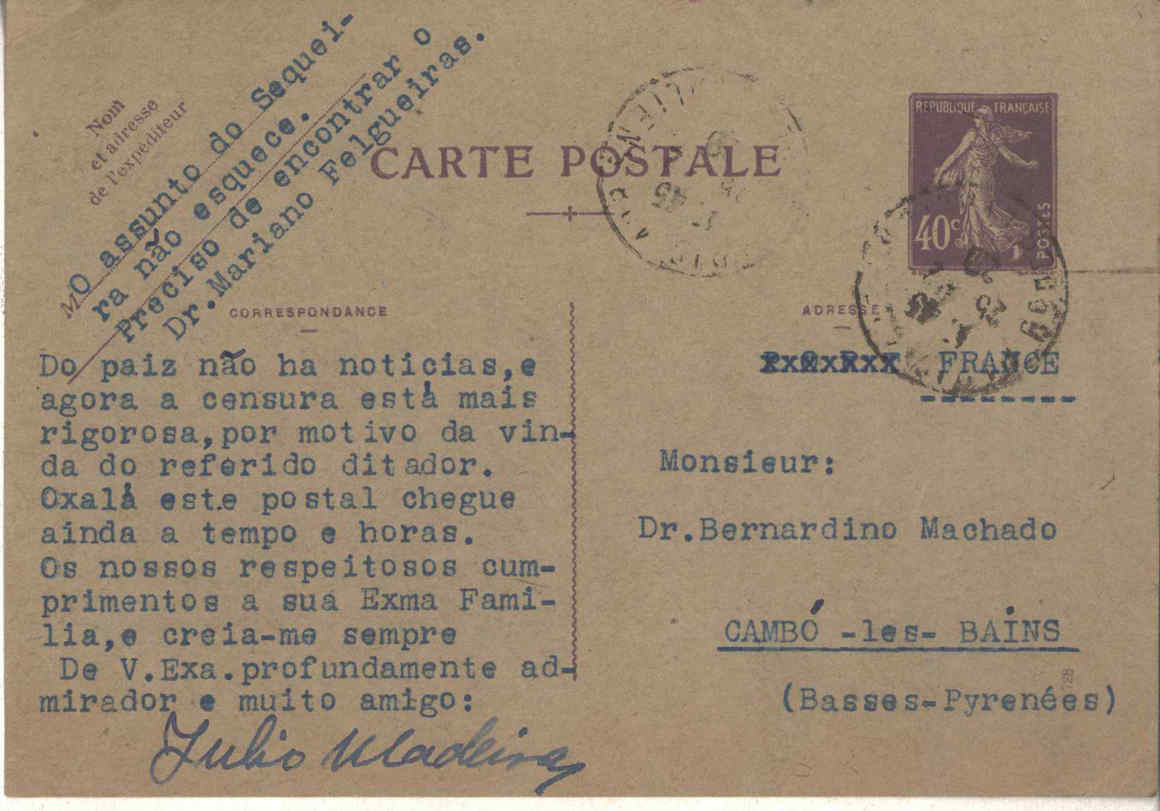 O assunto do Sequei-
ra não esquece.
Preciso de encontrar o
Dr.Mariano Felgueiras.
Nom
et adresse
de l'expéditeur
CARTE POSTALE
REPUBLIQUE FRANÇAISE
40c
POSTES
CORRESPONDANCE
Do paiz não ha noticias,e
agora a censura está mais
rigorosa,por motivo da vin-
da do referido ditador.
Oxalá este postal chegue
ainda a tempo e horas.
Os nossos respeitosos cum-
primentos a sua Exma Fami-
lia,e creia-me sempre
De V.Exa.profundamente ad-
mirador e muito amigo:
Julio Madeira
ADRESSE
FRANCE
Monsieur:
Dr.Bernardino Machado
CAMBÓ -les- BAINS
(Basses-Pyrenées)